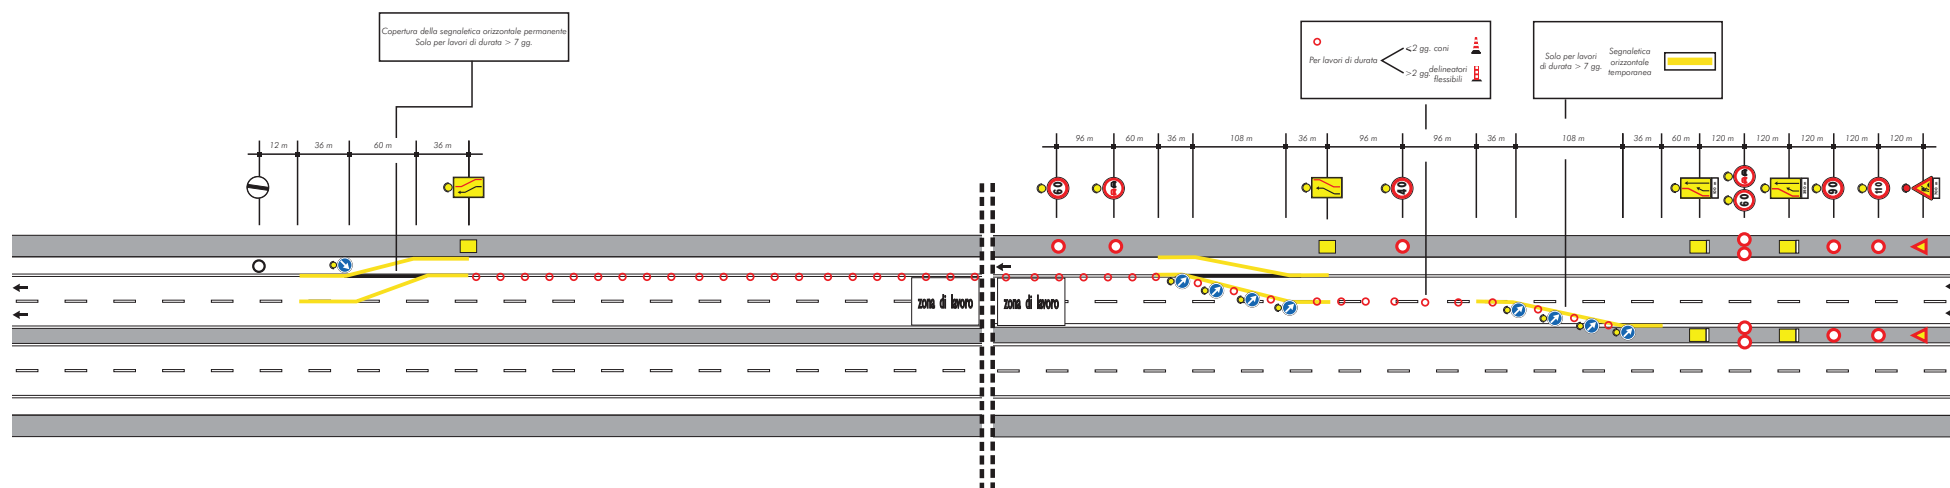 Copertura della segnaletica orizzontale permanente
Solo per lavori di durata > 7 gg.
Per lavori di durata
<2 gg. coni
>2 gg. delineatori
flessibili
Solo per lavori
di durata > 7 gg.
Segnaletica
orizzontale
temporanea
12 m 36 m 60 m 36 m
96 m 60 m 36 m 108 m 36 m 96 m 96 m 36 m 108 m 36 m 60 m 120 m 120 m 120 m 120 m 120 m
60 40 60 90 110
zona di lavoro
zona di lavoro